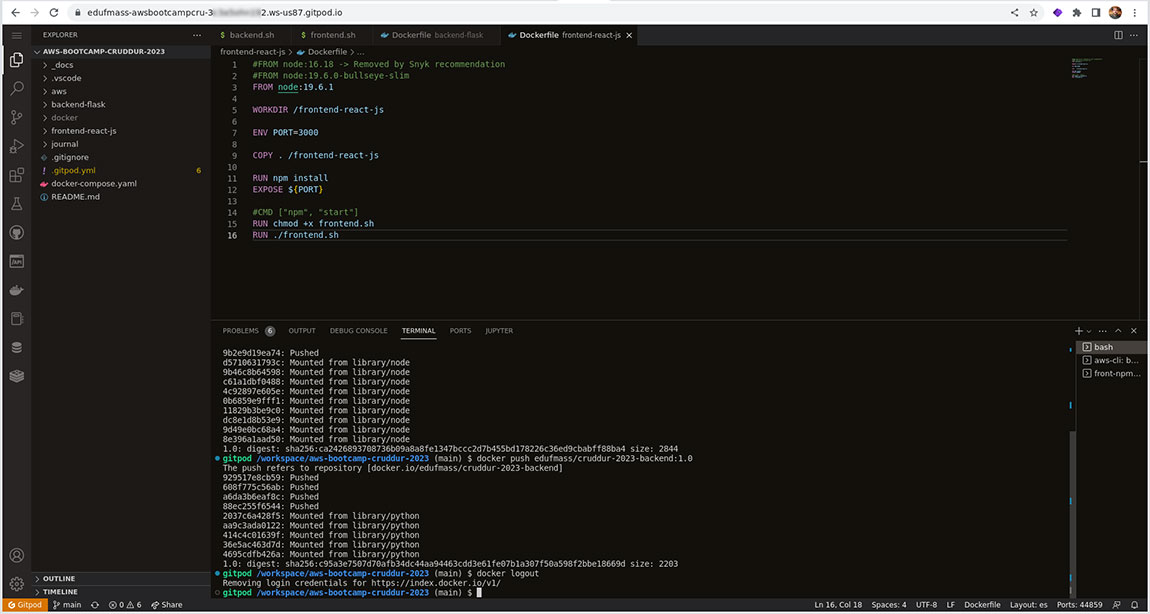 edufmass-awsbootcampcru-3 2.ws-us87.gitpod.io
EXPLORER
AWS-BOOTCAMP-CRUDDUR-2023
_docs
.vscode
aws
backend-flask
docker
frontend-react-js
journal
.gitignore
! .gitpod.yml 6
docker-compose.yaml
README.md
OUTLINE
TIMELINE
$ backend.sh
$ frontend.sh
Dockerfile backend-flask
Dockerfile frontend-react-js
frontend-react-js > Dockerfile > ...
1 #FROM node:16.18 -> Removed by Snyk recommendation
2 #FROM node:19.6.0-bullseye-slim
3 FROM node:19.6.1
4
5 WORKDIR /frontend-react-js
6
7 ENV PORT=3000
8
9 COPY . /frontend-react-js
10
11 RUN npm install
12 EXPOSE ${PORT}
13
14 #CMD ["npm", "start"]
15 RUN chmod +x frontend.sh
16 RUN ./frontend.sh
PROBLEMS 6 OUTPUT DEBUG CONSOLE TERMINAL PORTS JUPYTER
9b2e9d19ea74: Pushed
d5710631793c: Mounted from library/node
9b46c8b64598: Mounted from library/node
c61a1dbf0488: Mounted from library/node
4c92897e605e: Mounted from library/node
0b6859e9fff1: Mounted from library/node
11829b3be9c0: Mounted from library/node
dc8e1d8b53e9: Mounted from library/node
9d49e0bc68a4: Mounted from library/node
8e396a1aad50: Mounted from library/node
1.0: digest: sha256:ca2426893708736b09a8a8fe1347bccc2d7b455bd178226c36ed9cbabff88ba4 size: 2844
gitpod /workspace/aws-bootcamp-cruddur-2023 (main) $ docker push edufmass/cruddur-2023-backend:1.0
The push refers to repository [docker.io/edufmass/cruddur-2023-backend]
929517e8cb59: Pushed
608f775c56ab: Pushed
a6da3b6eaf8c: Pushed
88ec255f6544: Pushed
2037c6a428f5: Mounted from library/python
aa9c3ada0122: Mounted from library/python
414c4c01639f: Mounted from library/python
36e5ac463d7d: Mounted from library/python
4695cdfb426a: Mounted from library/python
1.0: digest: sha256:c95a3e7507d70afb34dc44aa94463cdd3e61fe07b1a307f50a598f2bbe18669d size: 2203
gitpod /workspace/aws-bootcamp-cruddur-2023 (main) $ docker logout
Removing login credentials for https://index.docker.io/v1/
gitpod /workspace/aws-bootcamp-cruddur-2023 (main) $
bash
aws-cli: b...
front-npm...
Gitpod main 0 6 Share
Ln 16, Col 18 Spaces: 4 UTF-8 LF Dockerfile Layout: es Ports: 44859